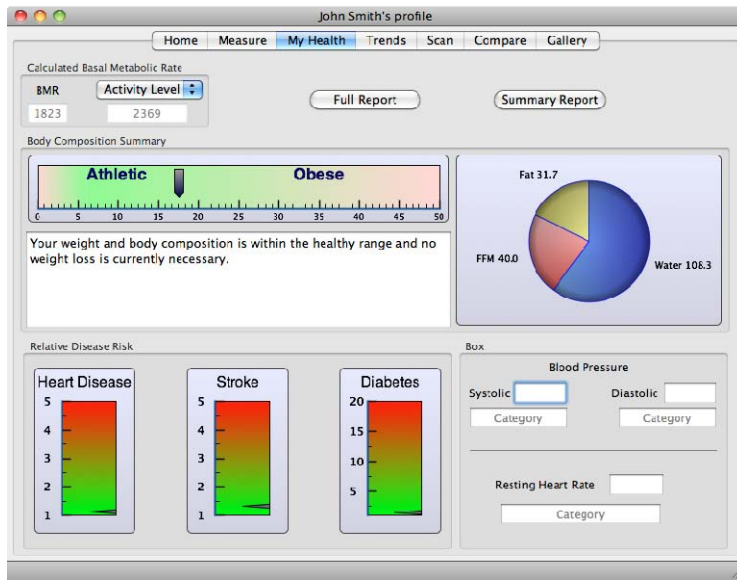 John Smith's profile
Home Measure My Health Trends Scan Compare Gallery
Calculated Basal Metabolic Rate
BMR Activity Level
1823 2369
Full Report Summary Report
Body Composition Summary
Athletic Obese
0 5 10 15 20 25 30 35 40 45 50
Your weight and body composition is within the healthy range and no
weight loss is currently necessary.
Fat 31.7
FFM 40.0
Water 108.3
Relative Disease Risk
Heart Disease
5
4
3
2
1
Stroke
5
4
3
2
1
Diabetes
20
15
10
5
Box
Blood Pressure
Systolic Diastolic
Category Category
Resting Heart Rate
Category